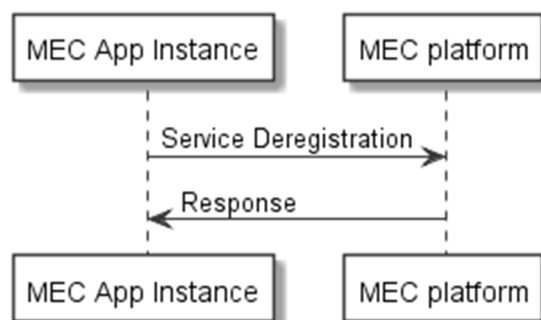 MEC App Instance
MEC platform
Service Deregistration
Response
MEC App Instance
MEC platform